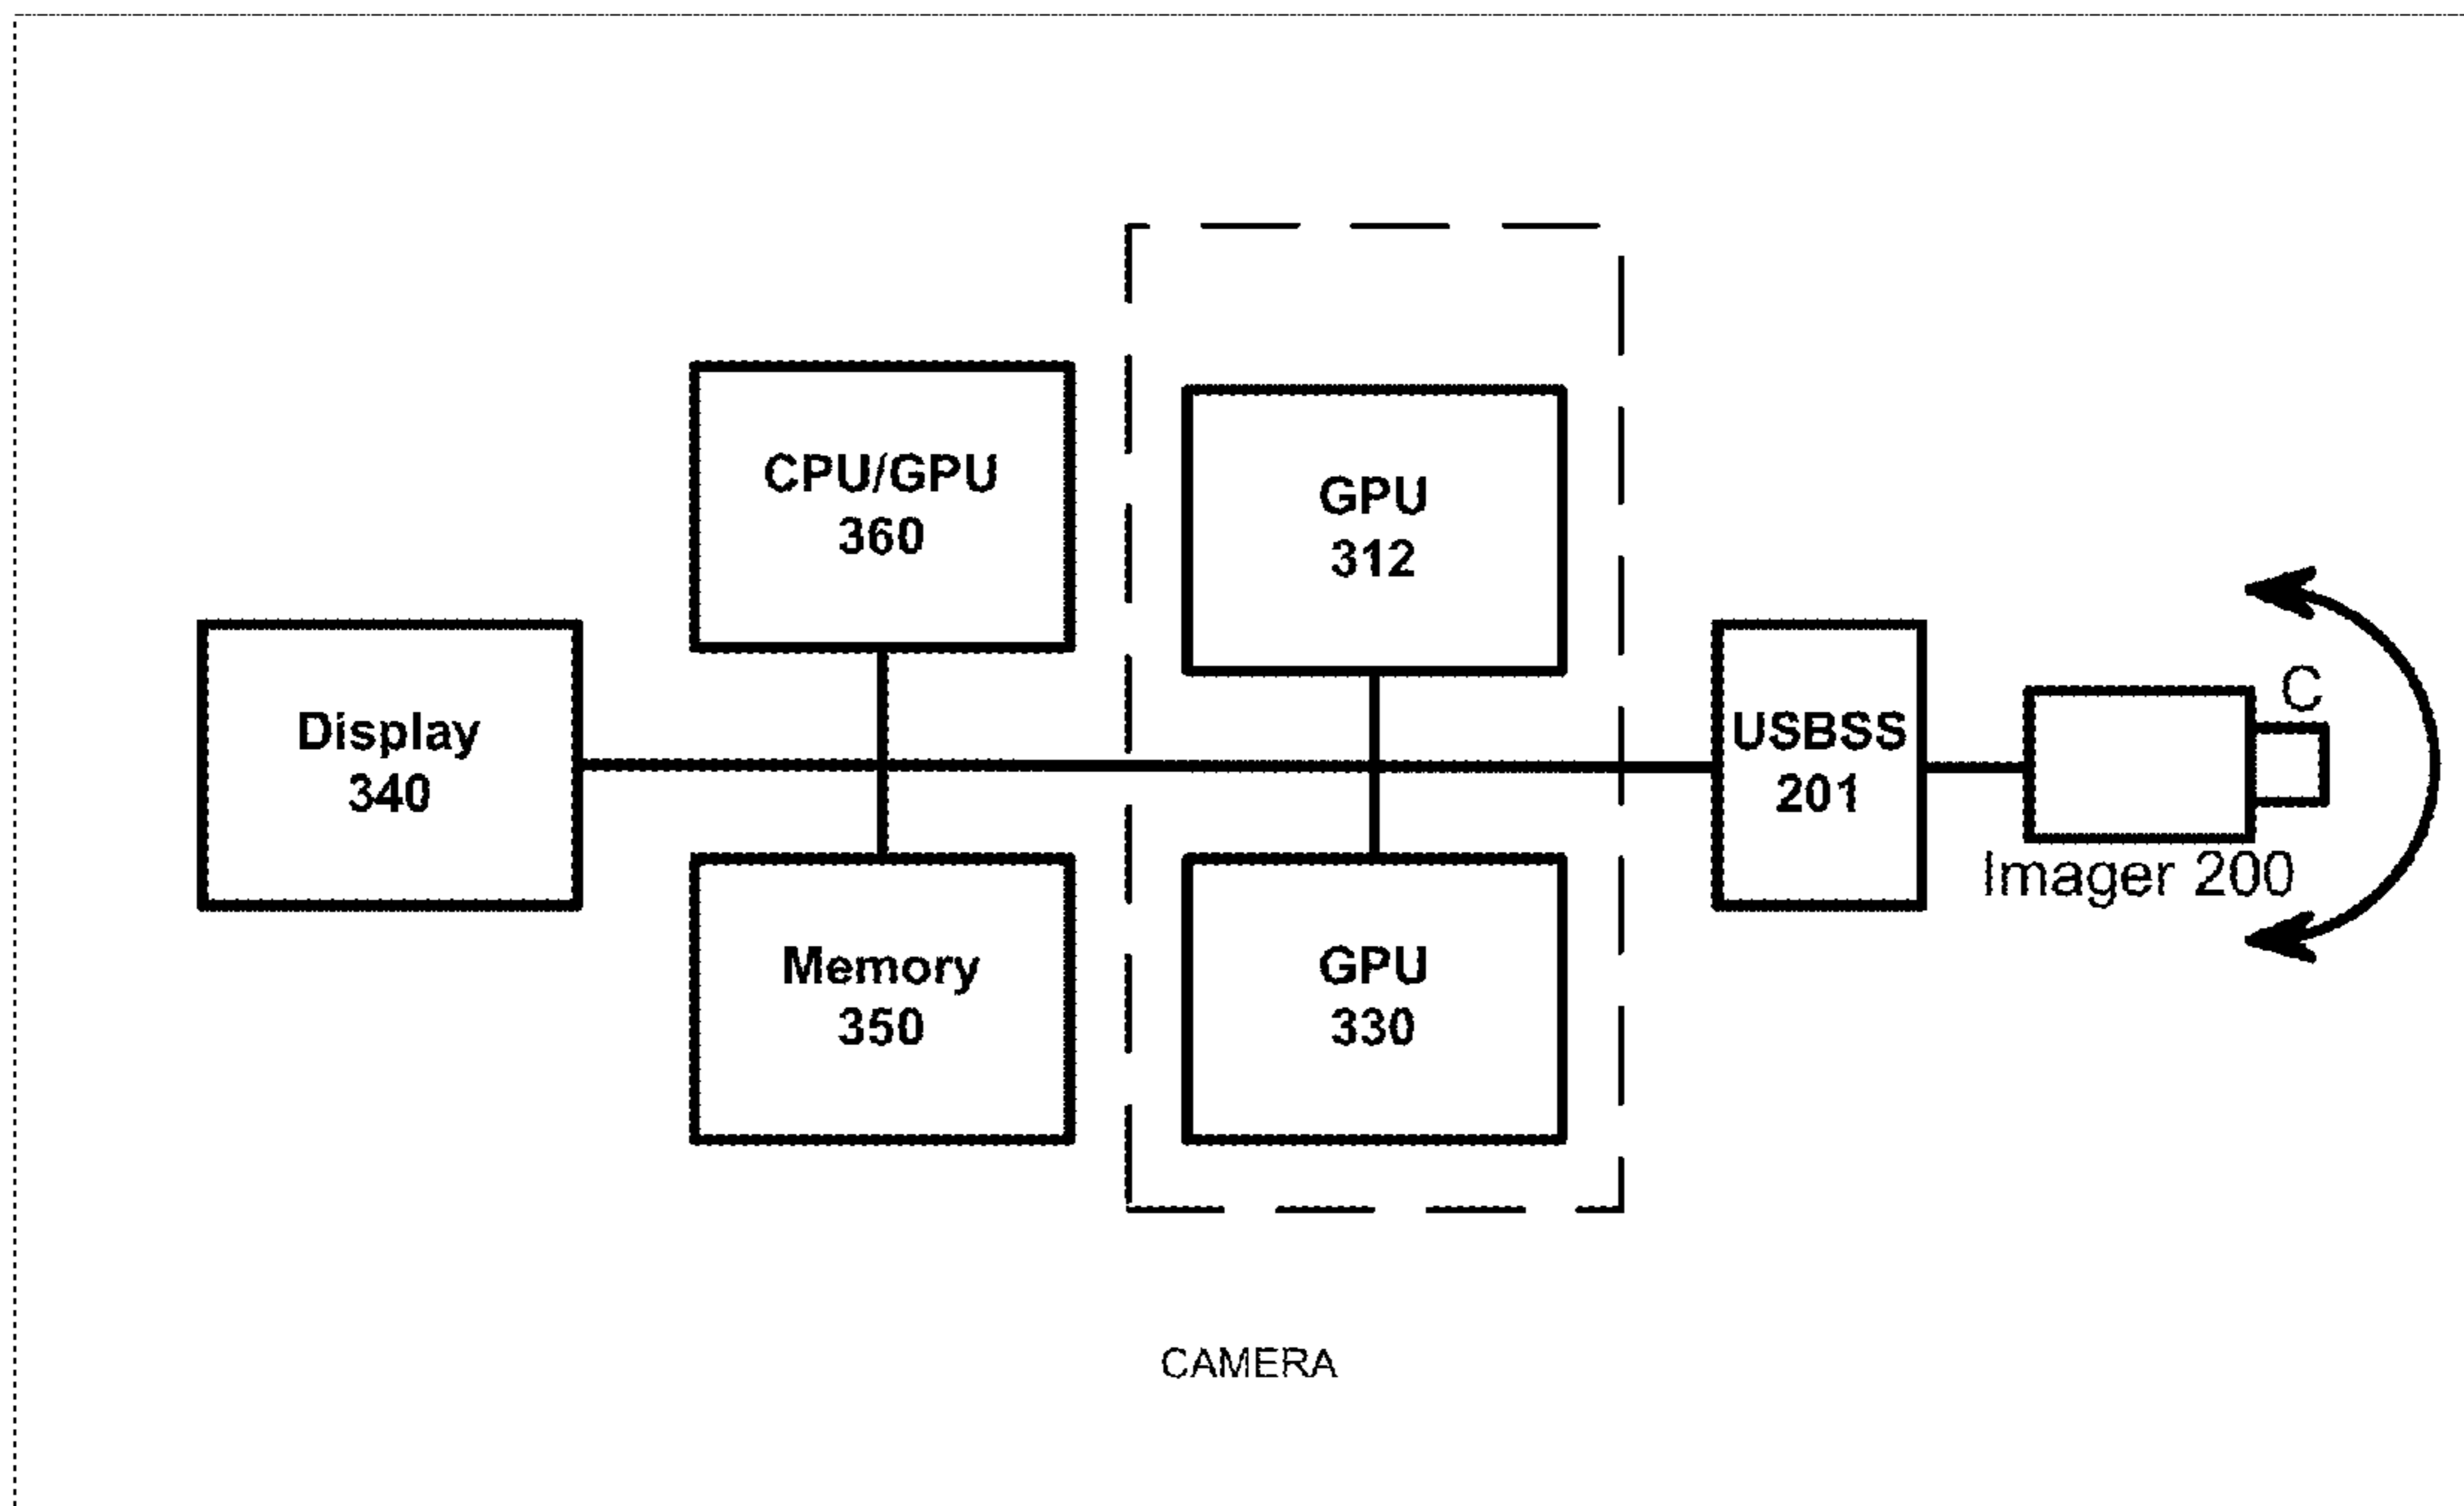 CPU/GPU
360
GPU
312
Display
340
USBSS
201
C
Imager 200
Memory
350
GPU
330
CAMERA